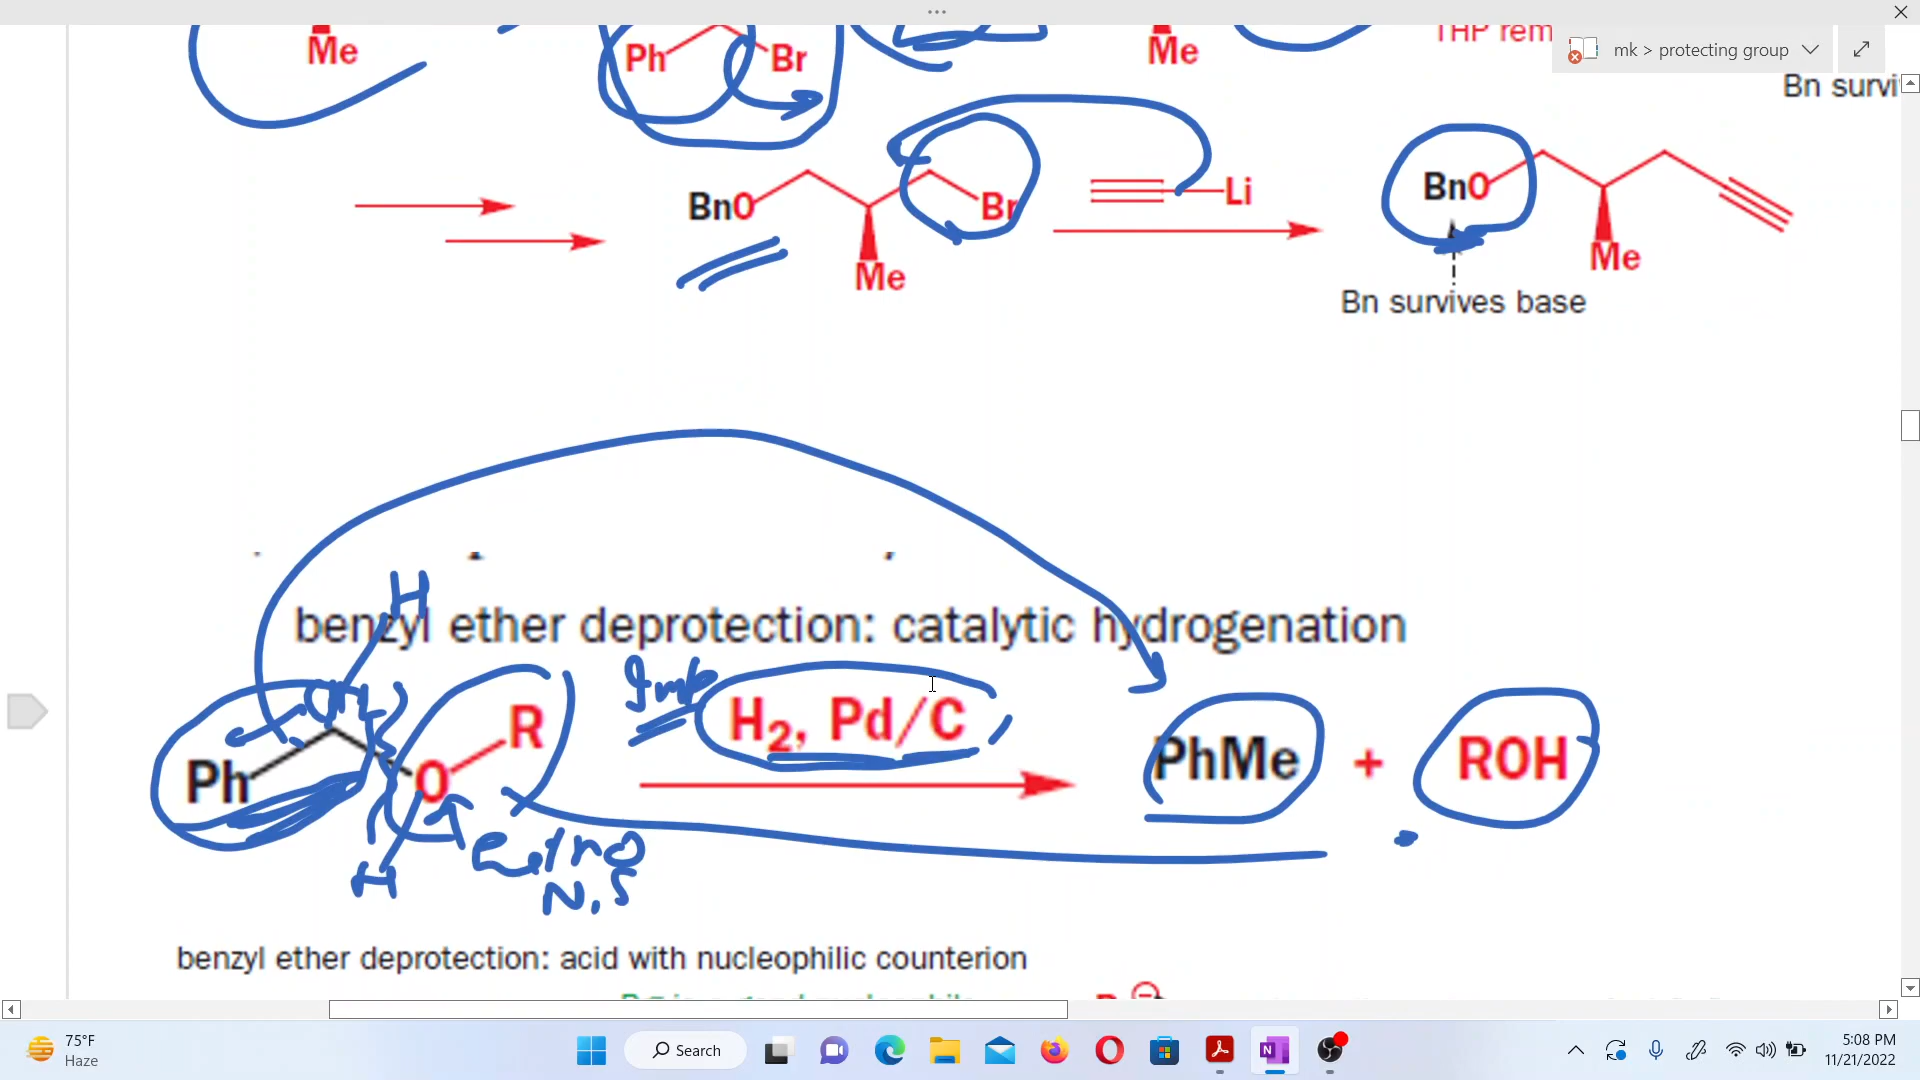 mk > protecting group
Me
Ph
Br
Me
THP rem
Bn survi
BnO
Br
Me
Li
BnO
Me
Bn survives base
H
benzyl ether deprotection: catalytic hydrogenation
Imp
H₂, Pd/C
Ph
CH₂
O
R
PhMe + ROH
H
N, S
benzyl ether deprotection: acid with nucleophilic counterion
75°F
Haze
Search
5:08 PM
11/21/2022